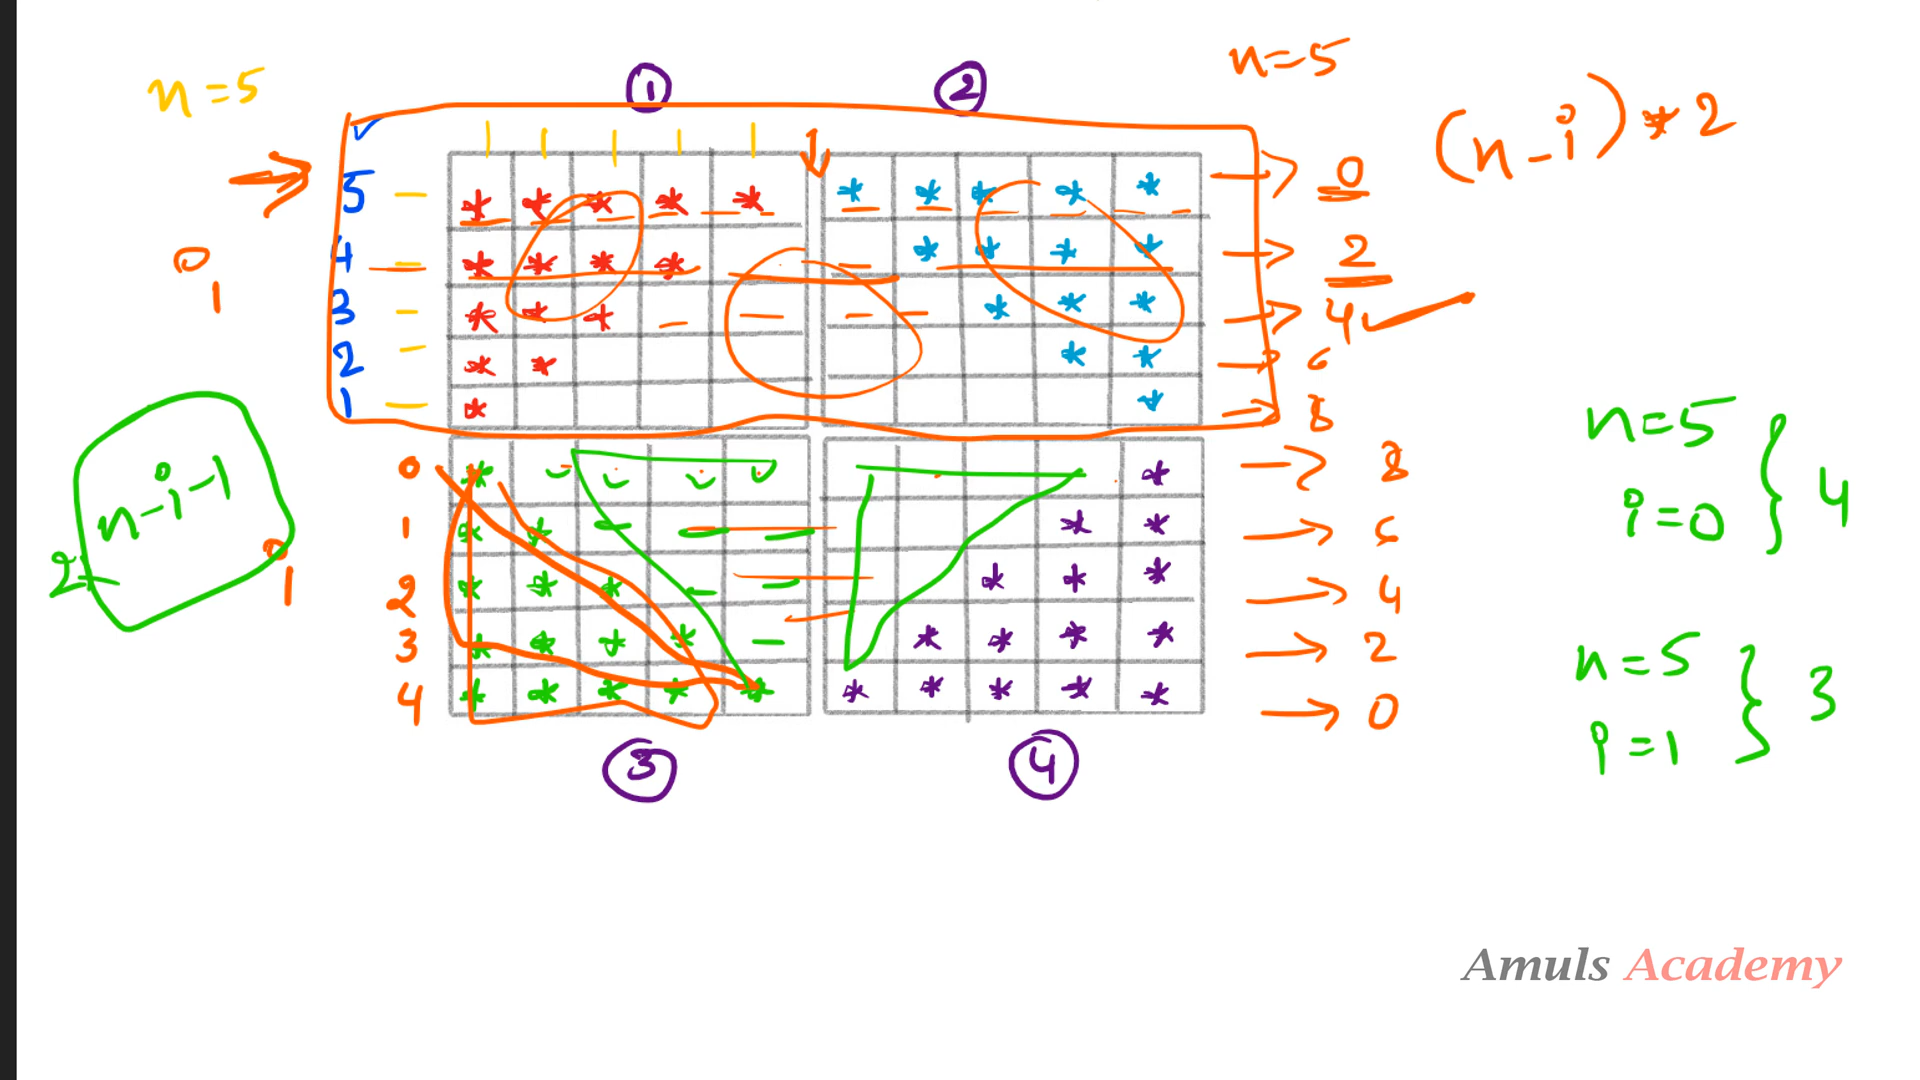 n=5
n=5
1
2
(n-i)*2
5 * * * * * * * * * * 0
4 * * * * * * * * 2
3 * * * * * * 4
2 * * * * 6
1 * * 8
0
1
0 * * 8
1 * * * * 6
2 * * * * * * 4
3 * * * * * * * * 2
4 * * * * * * * * * * 0
3
4
n-i-1
2*
0
1
n=5
i=0
4
n=5
i=1
3
Amuls Academy